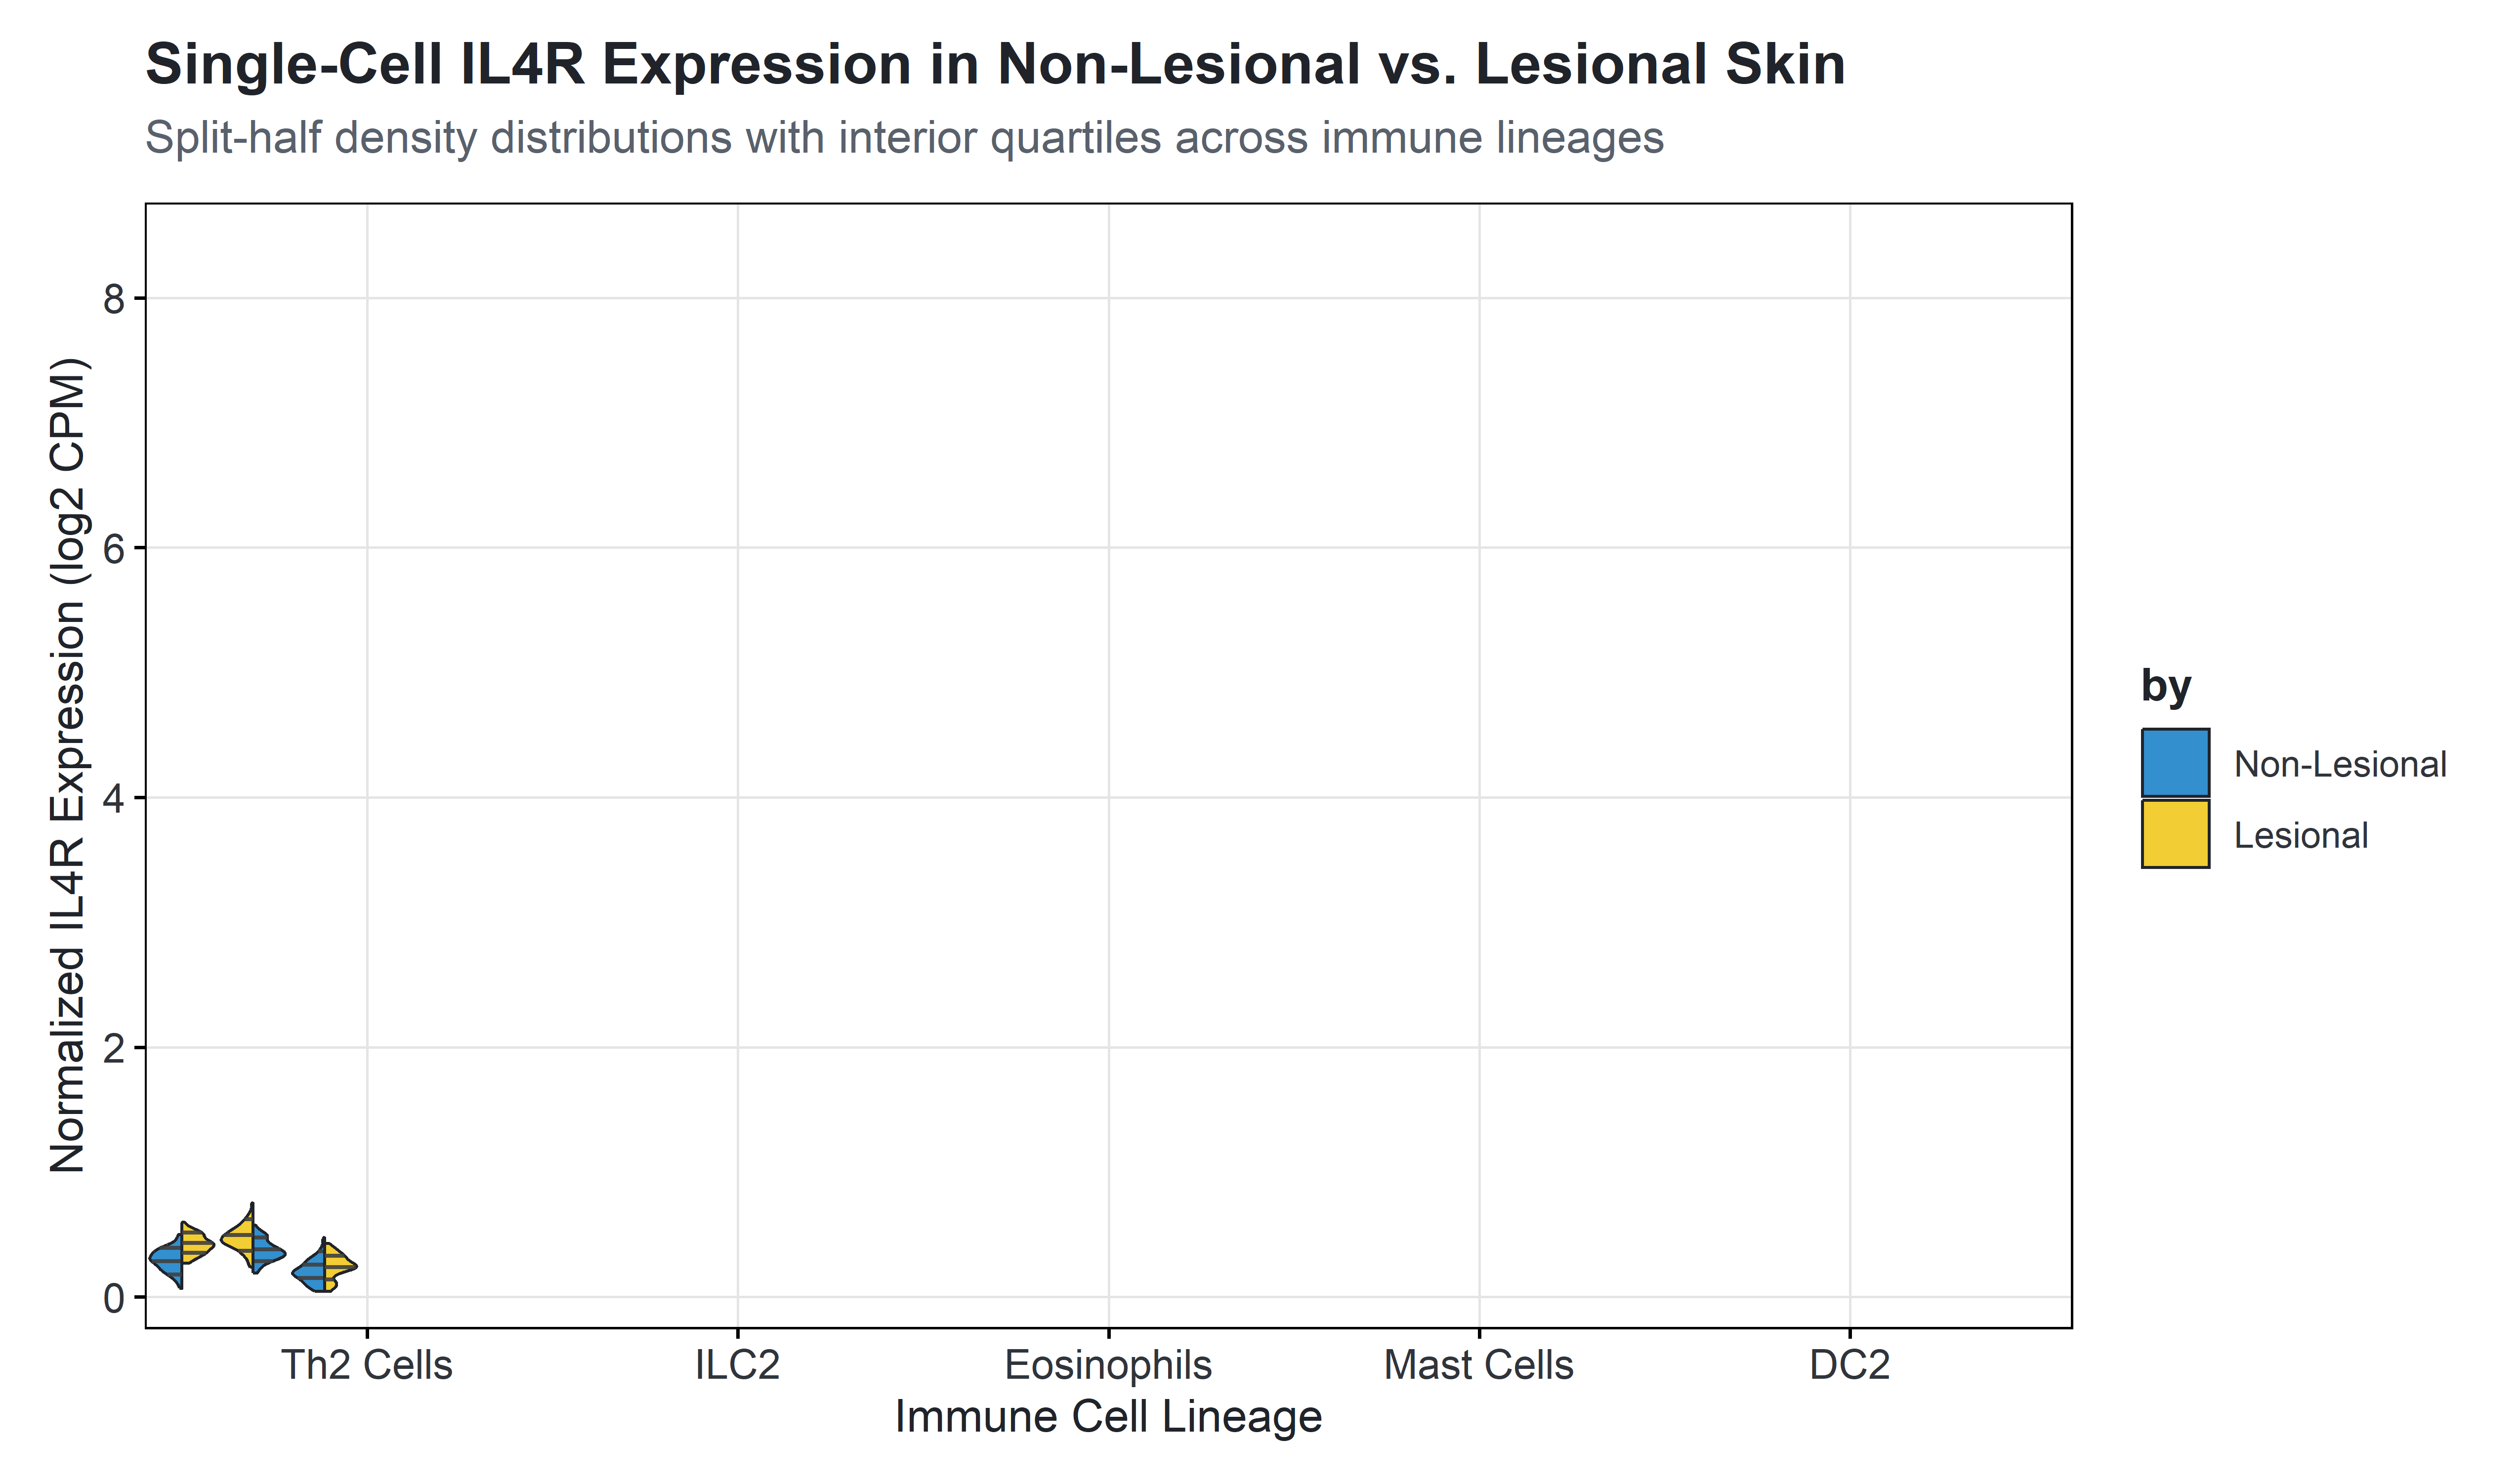 Single-Cell IL4R Expression in Non-Lesional vs. Lesional Skin
Split-half density distributions with interior quartiles across immune lineages
Normalized IL4R Expression (log2 CPM)
8
6
4
2
0
Th2 Cells
ILC2
Eosinophils
Mast Cells
DC2
Immune Cell Lineage
by
Non-Lesional
Lesional